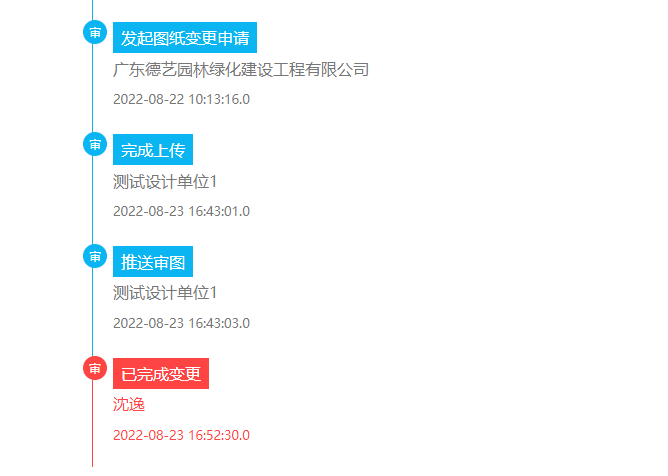 审 发起图纸变更申请
广东德艺园林绿化建设工程有限公司
2022-08-22 10:13:16.0
审 完成上传
测试设计单位1
2022-08-23 16:43:01.0
审 推送审图
测试设计单位1
2022-08-23 16:43:03.0
审 已完成变更
沈逸
2022-08-23 16:52:30.0